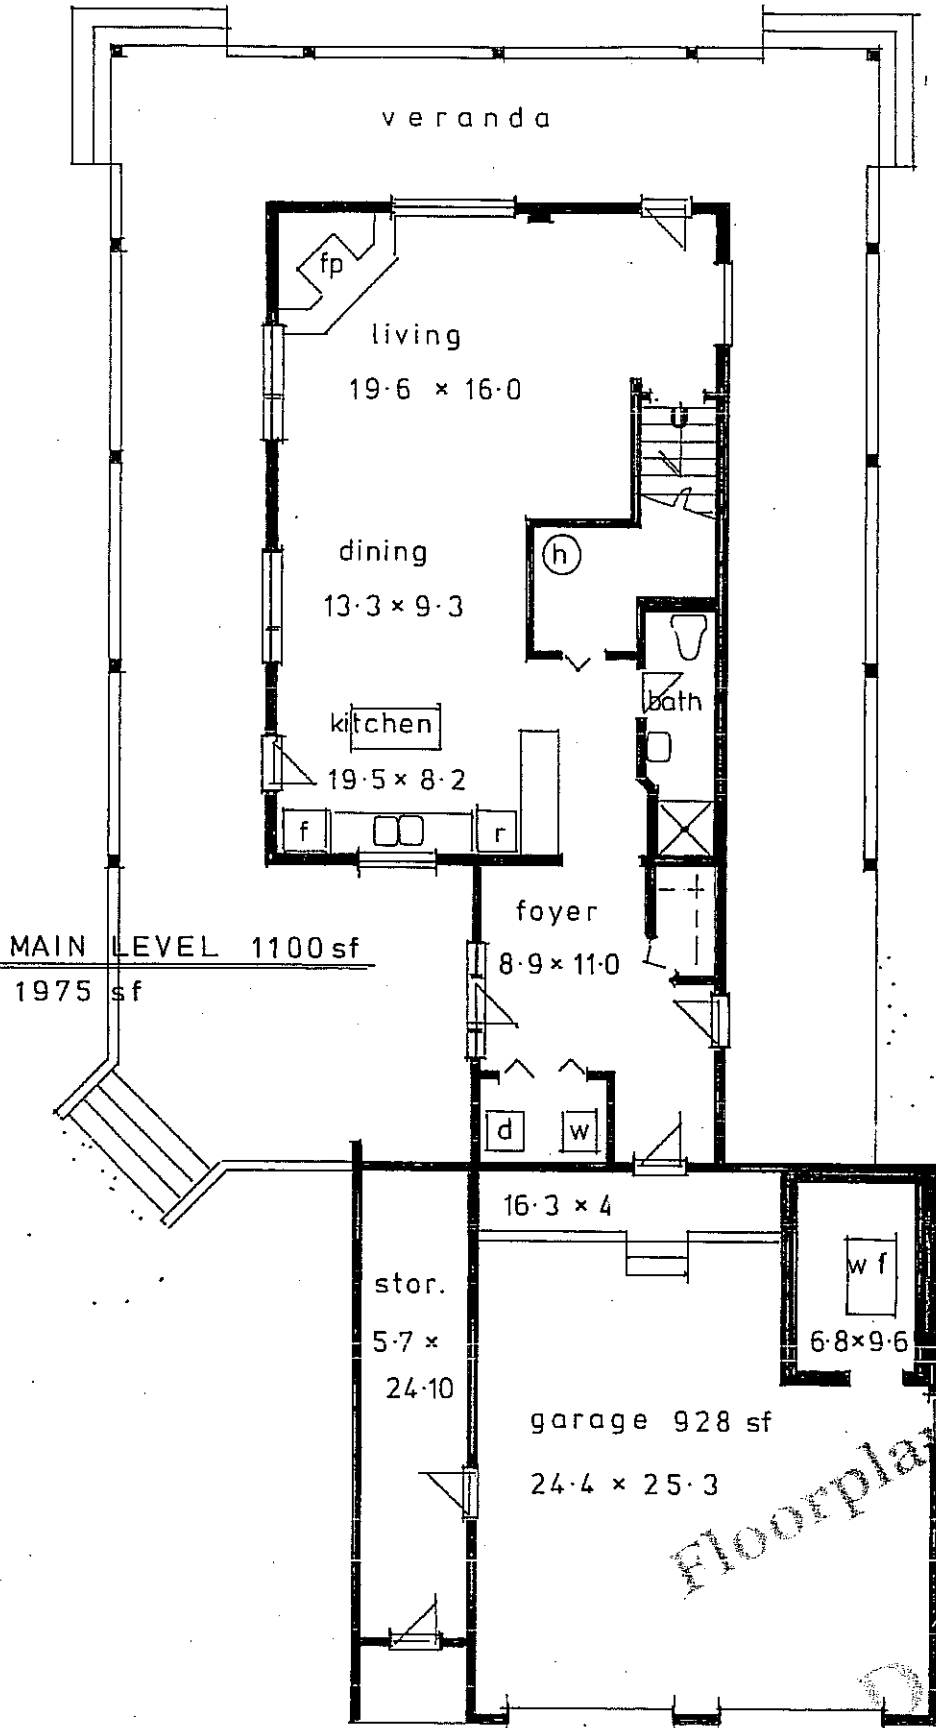 veranda
fp
living
19·6 × 16·0
U
dining
h
13·3 × 9·3
bath
kitchen
19·5 × 8·2
f
r
foyer
MAIN LEVEL 1100 sf
8·9 × 11·0
1975 sf
d
w
16·3 × 4
wf
stor.
5·7 ×
6·8×9·6
24·10
garage 928 sf
24·4 × 25·3
Floorplan
D